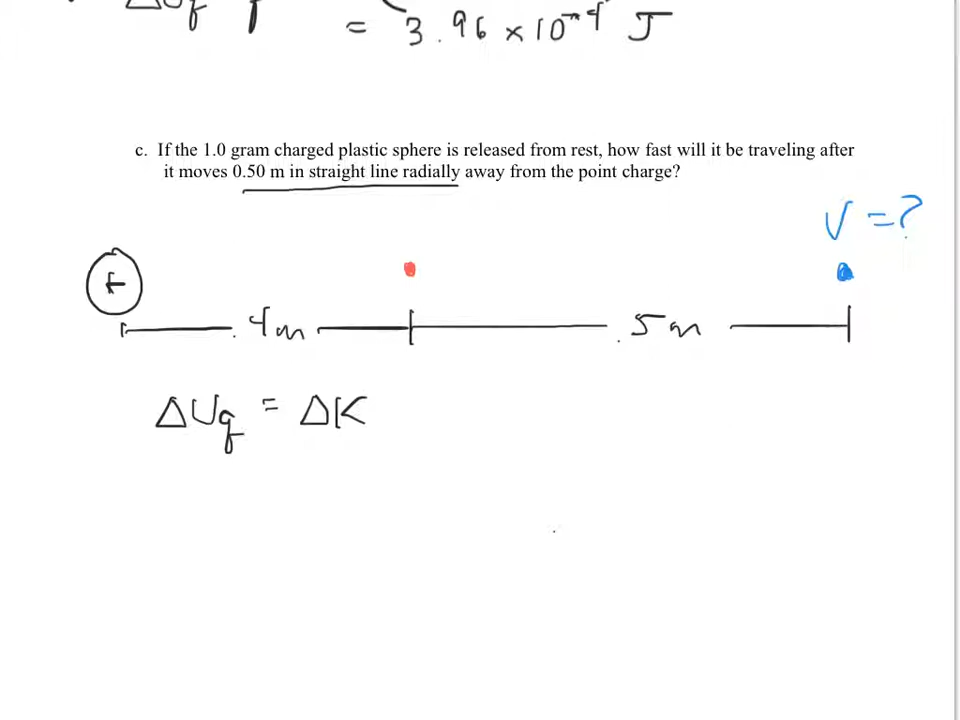 ΔUq
= 3.96 × 10⁻⁴ J
c. If the 1.0 gram charged plastic sphere is released from rest, how fast will it be traveling after
it moves 0.50 m in straight line radially away from the point charge?
V = ?
+
.4m .5m
ΔUq = ΔK